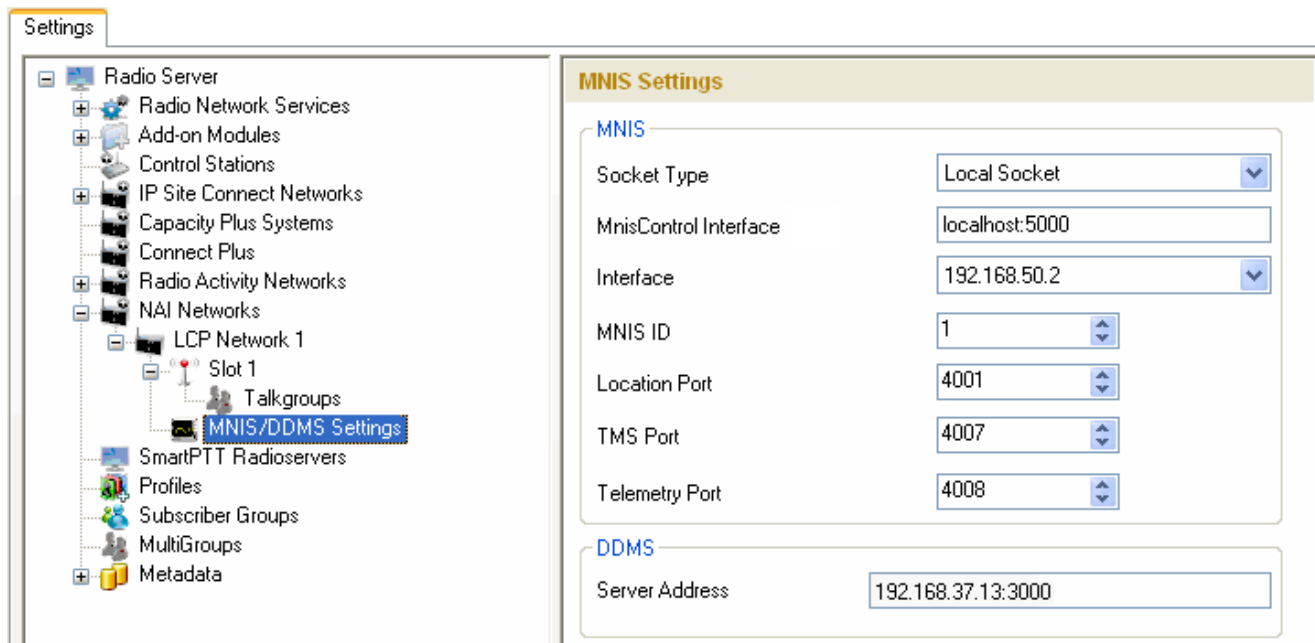 Settings
Radio Server
Radio Network Services
Add-on Modules
Control Stations
IP Site Connect Networks
Capacity Plus Systems
Connect Plus
Radio Activity Networks
NAI Networks
LCP Network 1
Slot 1
Talkgroups
MNIS/DDMS Settings
SmartPTT Radioservers
Profiles
Subscriber Groups
MultiGroups
Metadata
MNIS Settings
MNIS
Socket Type Local Socket
MnisControl Interface localhost:5000
Interface 192.168.50.2
MNIS ID 1
Location Port 4001
TMS Port 4007
Telemetry Port 4008
DDMS
Server Address 192.168.37.13:3000